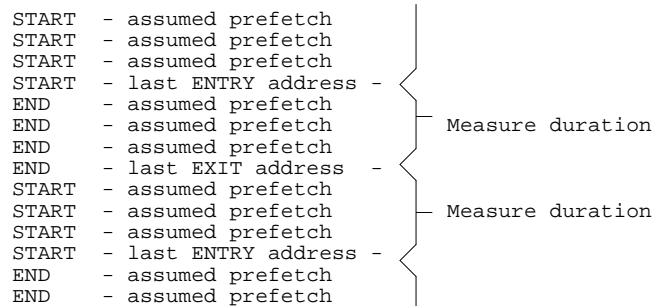 START - assumed prefetch
START - assumed prefetch
START - assumed prefetch
START - last ENTRY address -
END - assumed prefetch
END - assumed prefetch Measure duration
END - assumed prefetch
END - last EXIT address -
START - assumed prefetch
START - assumed prefetch Measure duration
START - assumed prefetch
START - last ENTRY address -
END - assumed prefetch
END - assumed prefetch